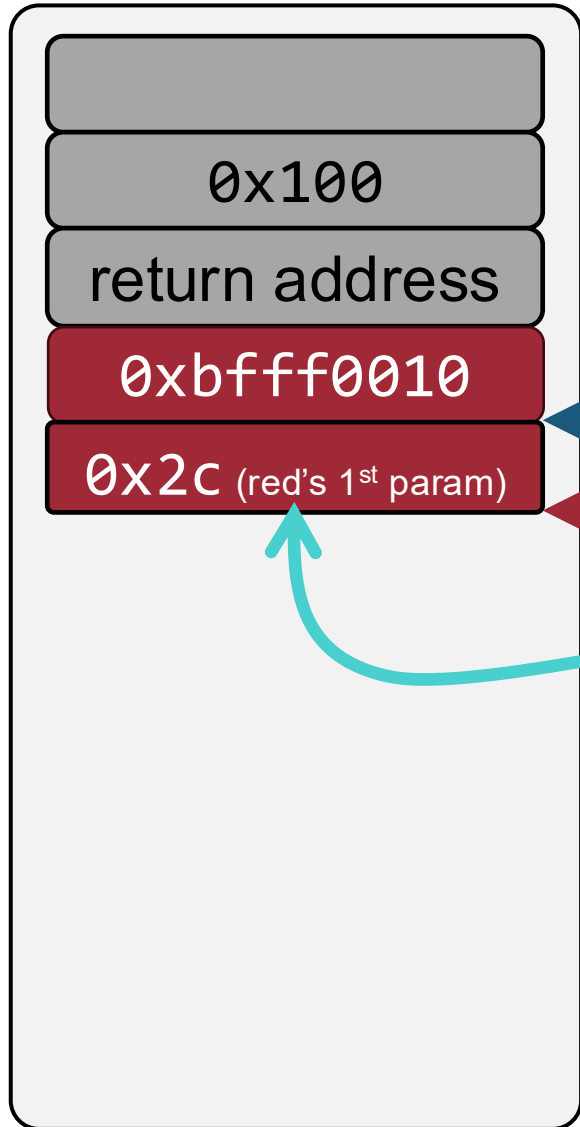 0x100
return address
0xbfff0010
0x2c (red’s 1st param)